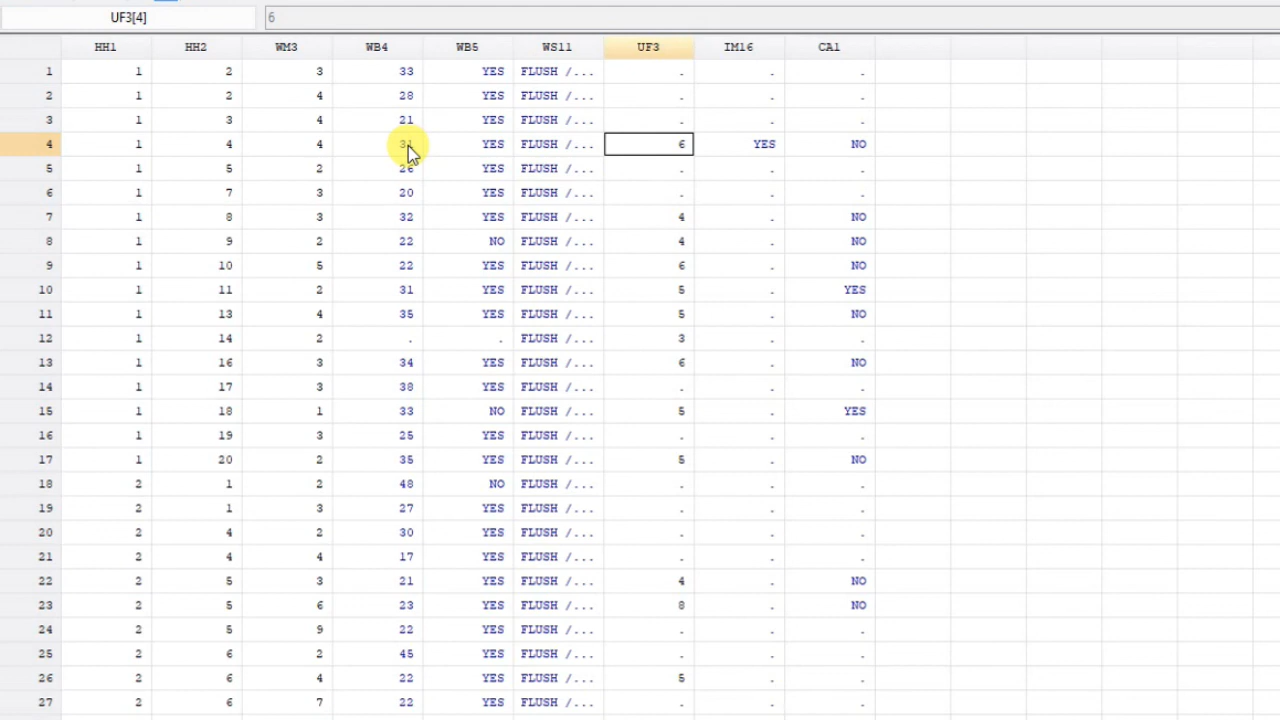 UF3[4] 6
HH1 HH2 WM3 WB4 WB5 WS11 UF3 IM16 CA1
1 1 2 3 33 YES FLUSH /... . . .
2 1 2 4 28 YES FLUSH /... . . .
3 1 3 4 21 YES FLUSH /... . . .
4 1 4 4 31 YES FLUSH /... 6 YES NO
5 1 5 2 26 YES FLUSH /... . . .
6 1 7 3 20 YES FLUSH /... . . .
7 1 8 3 32 YES FLUSH /... 4 . NO
8 1 9 2 22 NO FLUSH /... 4 . NO
9 1 10 5 22 YES FLUSH /... 6 . NO
10 1 11 2 31 YES FLUSH /... 5 . YES
11 1 13 4 35 YES FLUSH /... 5 . NO
12 1 14 2 . . FLUSH /... 3 . .
13 1 16 3 34 YES FLUSH /... 6 . NO
14 1 17 3 38 YES FLUSH /... . . .
15 1 18 1 33 NO FLUSH /... 5 . YES
16 1 19 3 25 YES FLUSH /... . . .
17 1 20 2 35 YES FLUSH /... 5 . NO
18 2 1 2 48 NO FLUSH /... . . .
19 2 1 3 27 YES FLUSH /... . . .
20 2 4 2 30 YES FLUSH /... . . .
21 2 4 4 17 YES FLUSH /... . . .
22 2 5 3 21 YES FLUSH /... 4 . NO
23 2 5 6 23 YES FLUSH /... 8 . NO
24 2 5 9 22 YES FLUSH /... . . .
25 2 6 2 45 YES FLUSH /... . . .
26 2 6 4 22 YES FLUSH /... 5 . .
27 2 6 7 22 YES FLUSH /... . . .